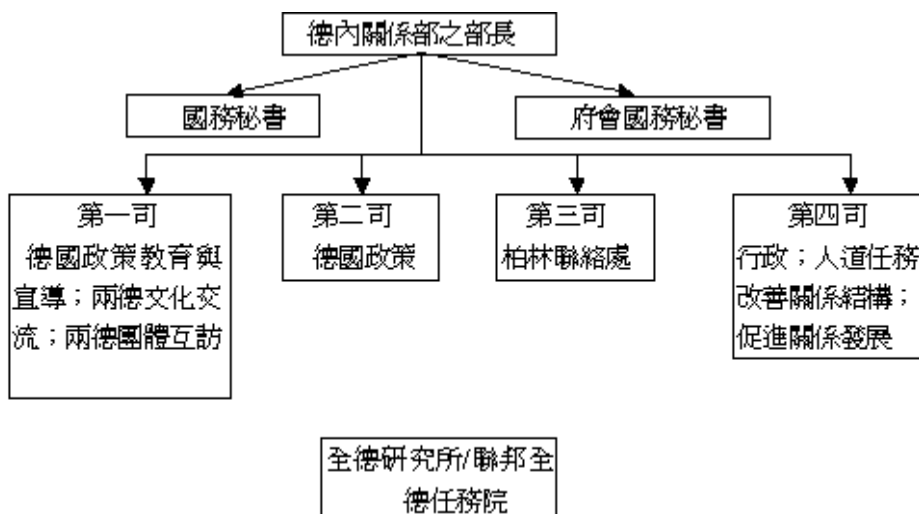 德內關係部之部長
國務秘書
府會國務秘書
第一司
德國政策教育與
宣導；兩德文化交
流；兩德團體互訪
第二司
德國政策
第三司
柏林聯絡處
第四司
行政；人道任務
改善關係結構；
促進關係發展
全德研究所/聯邦全
德任務院